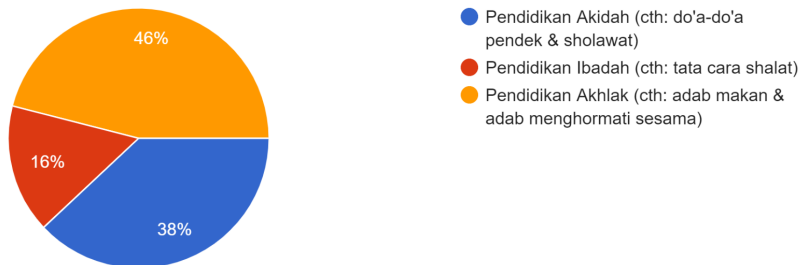 46%
16%
38%
Pendidikan Akidah (cth: do'a-do'a
pendek & sholawat)
Pendidikan Ibadah (cth: tata cara shalat)
Pendidikan Akhlak (cth: adab makan &
adab menghormati sesama)